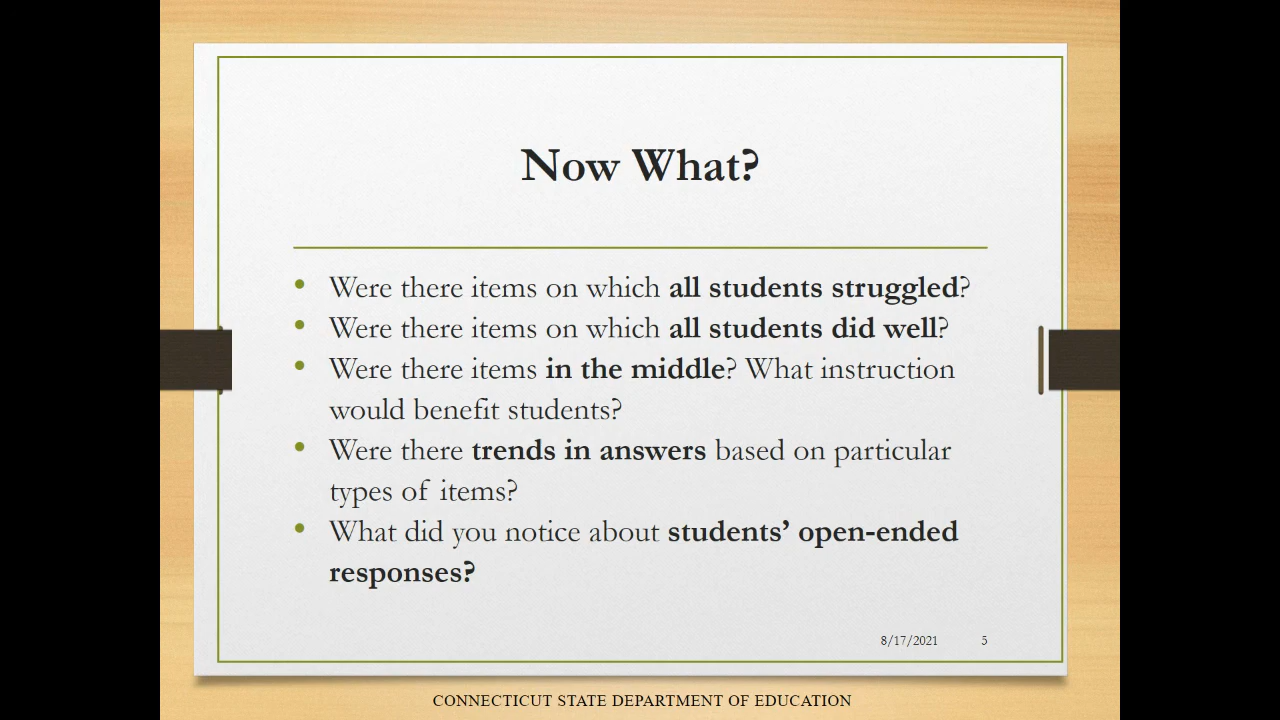 Now What?
Were there items on which all students struggled?
Were there items on which all students did well?
Were there items in the middle? What instruction
would benefit students?
Were there trends in answers based on particular
types of items?
What did you notice about students’ open-ended
responses?
8/17/2021 5
CONNECTICUT STATE DEPARTMENT OF EDUCATION